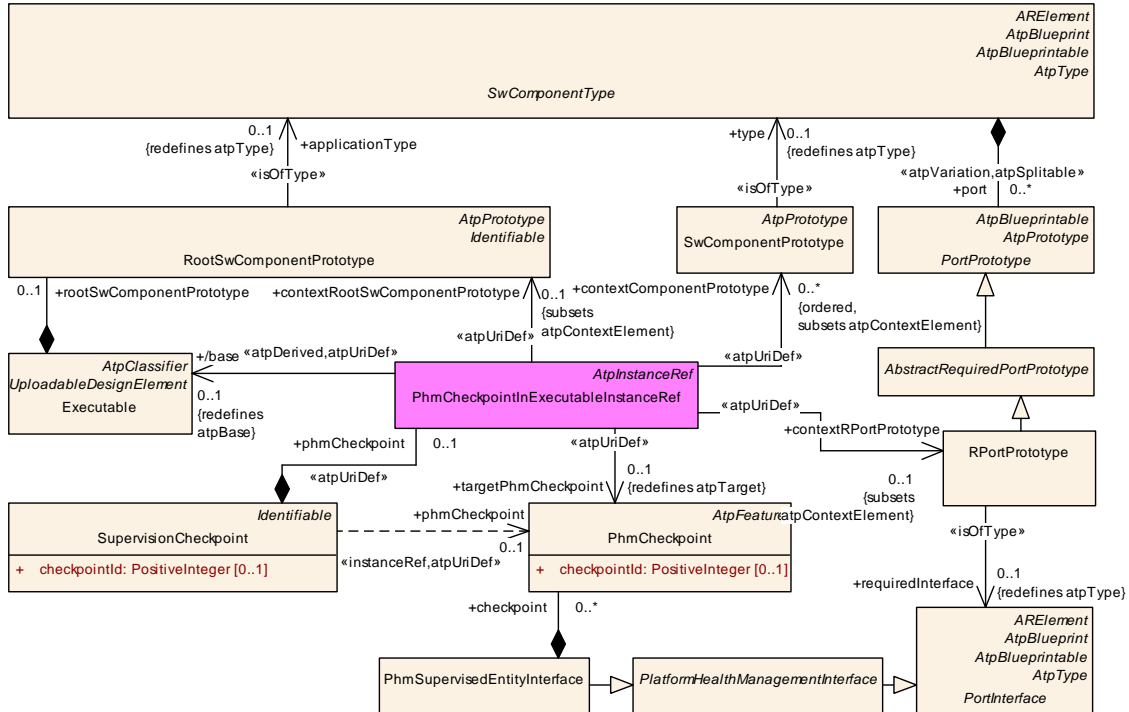 ARElement
AtpBlueprint
AtpBlueprintable
AtpType
SwComponentType
0..1
{redefines atpType}
+applicationType
«isOfType»
+type
0..1
{redefines atpType}
«isOfType»
«atpVariation,atpSplitable»
+port
0..*
AtpPrototype
Identifiable
RootSwComponentPrototype
AtpPrototype
SwComponentPrototype
AtpBlueprintable
AtpPrototype
PortPrototype
0..1
+rootSwComponentPrototype
+contextRootSwComponentPrototype
0..1
{subsets
atpContextElement}
«atpUriDef»
+contextComponentPrototype
0..*
{ordered,
subsets atpContextElement}
«atpUriDef»
AtpClassifier
UploadableDesignElement
Executable
+/base
«atpDerived,atpUriDef»
0..1
{redefines
atpBase}
AtpInstanceRef
PhmCheckpointInExecutableInstanceRef
AbstractRequiredPortPrototype
«atpUriDef»
+contextRPortPrototype
0..1
{subsets
atpContextElement}
RPortPrototype
+phmCheckpoint
0..1
«atpUriDef»
«atpUriDef»
+targetPhmCheckpoint
0..1
{redefines atpTarget}
Identifiable
SupervisionCheckpoint
+ checkpointId: PositiveInteger [0..1]
+phmCheckpoint
0..1
«instanceRef,atpUriDef»
AtpFeature
PhmCheckpoint
+ checkpointId: PositiveInteger [0..1]
«isOfType»
+requiredInterface
0..1
{redefines atpType}
+checkpoint
0..*
PhmSupervisedEntityInterface
PlatformHealthManagementInterface
ARElement
AtpBlueprint
AtpBlueprintable
AtpType
PortInterface